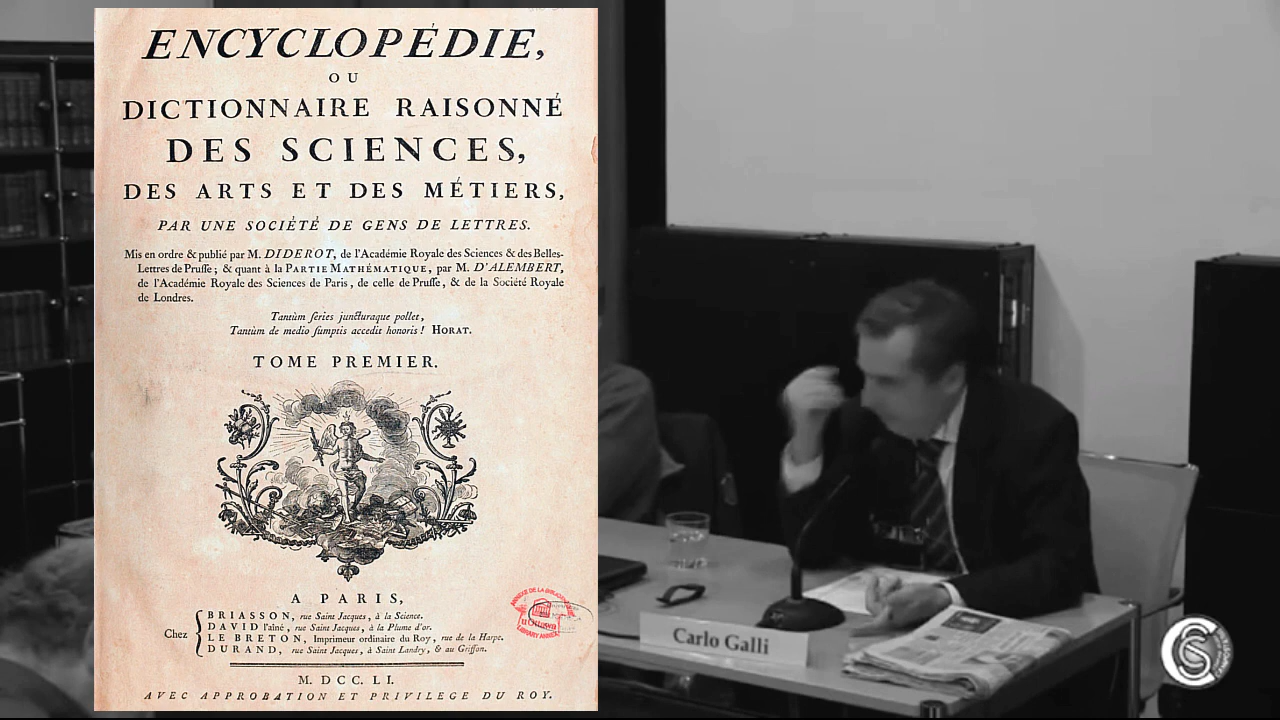 ENCYCLOPÉDIE,
OU
DICTIONNAIRE RAISONNÉ
DES SCIENCES,
DES ARTS ET DES MÉTIERS,
PAR UNE SOCIÉTÉ DE GENS DE LETTRES.
Mis en ordre & publié par M. DIDEROT, de l'Académie Royale des Sciences & des Belles-
Lettres de Prusse; & quant à la PARTIE MATHÉMATIQUE, par M. D'ALEMBERT,
de l'Académie Royale des Sciences de Paris, de celle de Prusse, & de la Société Royale
de Londres.
Tantùm series juncturaque pollet,
Tantùm de medio sumptis accedit honoris! HORAT.
TOME PREMIER.
A PARIS,
Chez
BRIASSON, rue Saint Jacques, à la Science.
DAVID l'aîné, rue Saint Jacques, à la Plume d'or.
LE BRETON, Imprimeur ordinaire du Roy, rue de la Harpe.
DURAND, rue Saint Jacques, à Saint Landry, & au Griffon.
M. DCC. LI.
AVEC APPROBATION ET PRIVILEGE DU ROY.
Carlo Galli